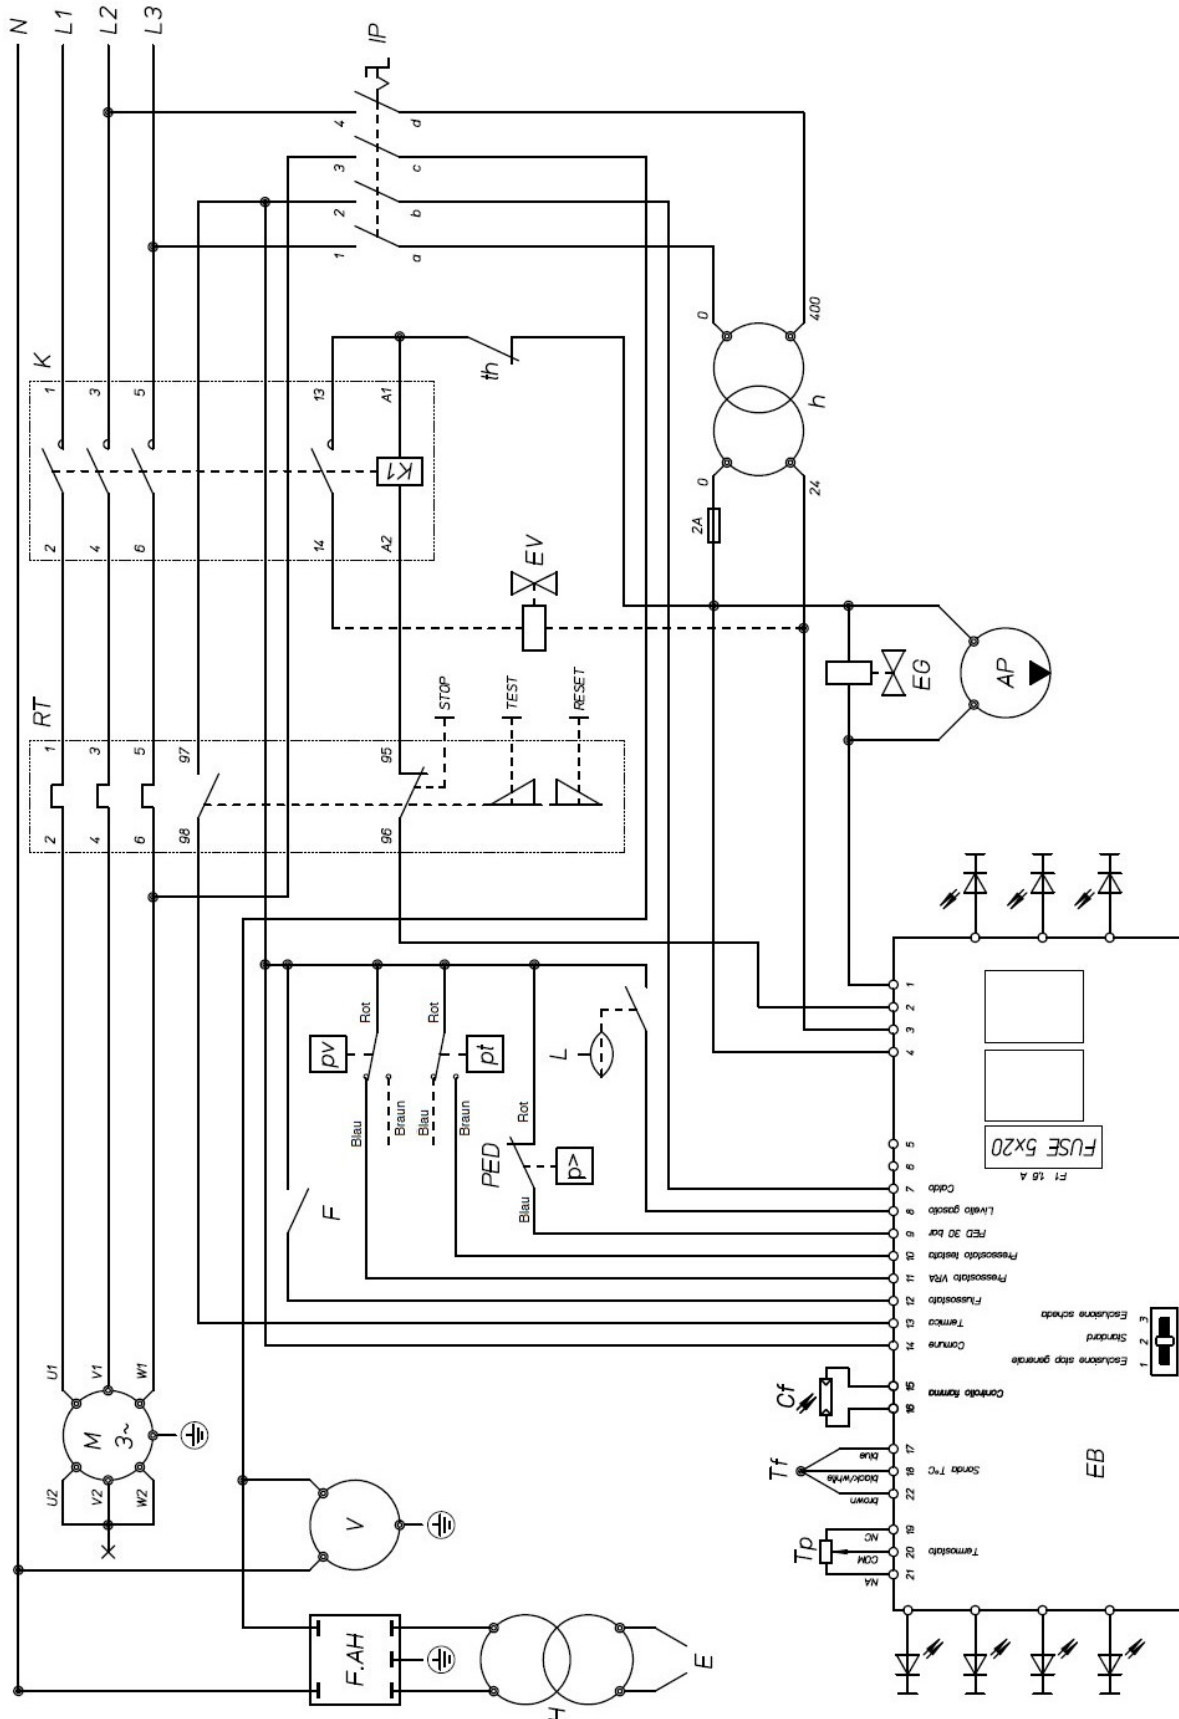 N
L1
L2
L3
K
1
3
5
13
A1
K1
2
4
6
14
A2
RT
1
3
5
97
95
2
4
6
98
96
STOP
TEST
RESET
IP
4
3
2
1
d
c
b
a
th
0
400
h
0
24
2A
EV
EG
AP
U1
V1
W1
M
3~
U2
V2
W2
V
F.AH
H
E
F
pv
Rot
Blau
Braun
pt
Rot
Blau
Braun
PED
p>
Rot
Blau
L
Cf
Tf
blue
black/white
brown
Tp
NC
COM
NA
1
2
3
4
5
6
7 Caldo
8 Livello gasolio
9 PED 30 bar
10 Pressostato testata
11 Pressostato VRA
12 Flussostato
13 Termica
14 Comune
15
16
Controllo fiamma
17
18
22
Sonda T°C
19
20
21
Termostato
FUSE 5x20
F1 1,6 A
1 Esclusione stop generale
2 Standard
3 Esclusione scheda
EB